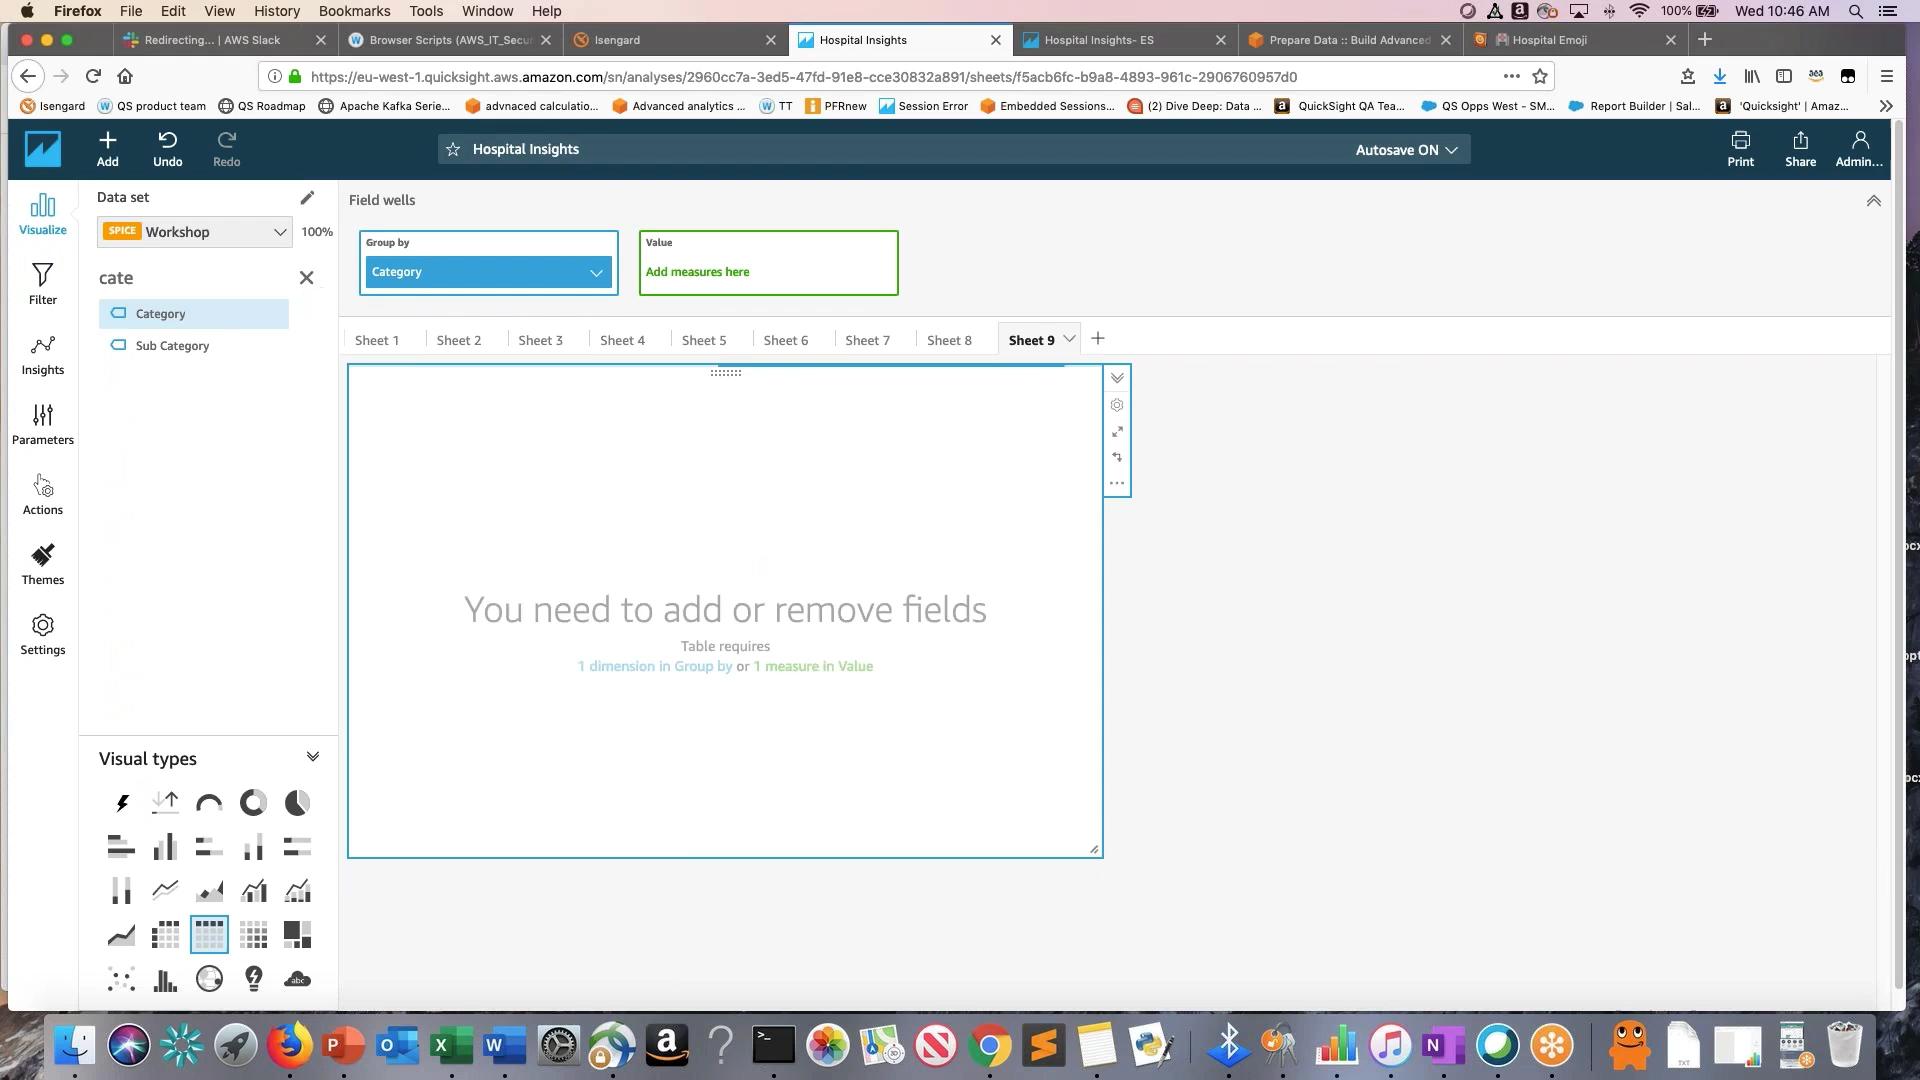 Firefox File Edit View History Bookmarks Tools Window Help 100% Wed 10:46 AM
Redirecting... | AWS Slack Browser Scripts (AWS_IT_Secur Isengard Hospital Insights Hospital Insights- ES Prepare Data :: Build Advanced Hospital Emoji
https://eu-west-1.quicksight.aws.amazon.com/sn/analyses/2960cc7a-3ed5-47fd-91e8-cce30832a891/sheets/f5acb6fc-b9a8-4893-961c-2906760957d0
Isengard QS product team QS Roadmap Apache Kafka Serie... advnaced calculatio... Advanced analytics ... TT PFRnew Session Error Embedded Sessions... (2) Dive Deep: Data ... QuickSight QA Tea... QS Opps West - SM... Report Builder | Sal... 'Quicksight' | Amaz...
Add Undo Redo Hospital Insights Autosave ON Print Share Admin...
Visualize
Filter
Insights
Parameters
Actions
Themes
Settings
Data set
SPICE Workshop 100%
cate
Category
Sub Category
Field wells
Group by
Category
Value
Add measures here
Sheet 1 Sheet 2 Sheet 3 Sheet 4 Sheet 5 Sheet 6 Sheet 7 Sheet 8 Sheet 9
You need to add or remove fields
Table requires
1 dimension in Group by or 1 measure in Value
Visual types
abc